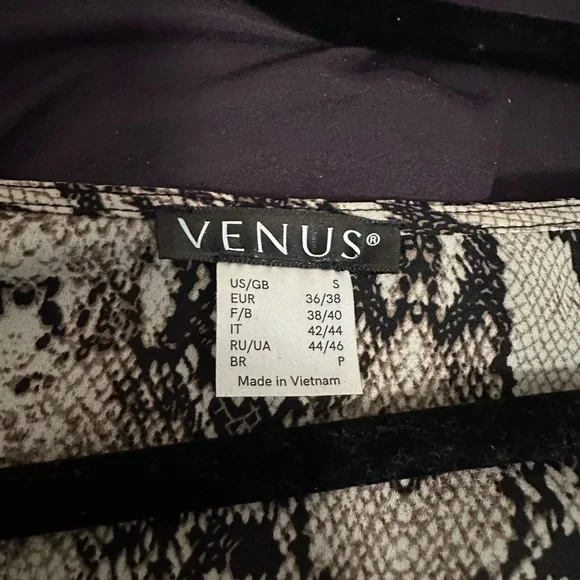 VENUS®
US/GB S
EUR 36/38
F/B 38/40
IT 42/44
RU/UA 44/46
BR P
Made in Vietnam